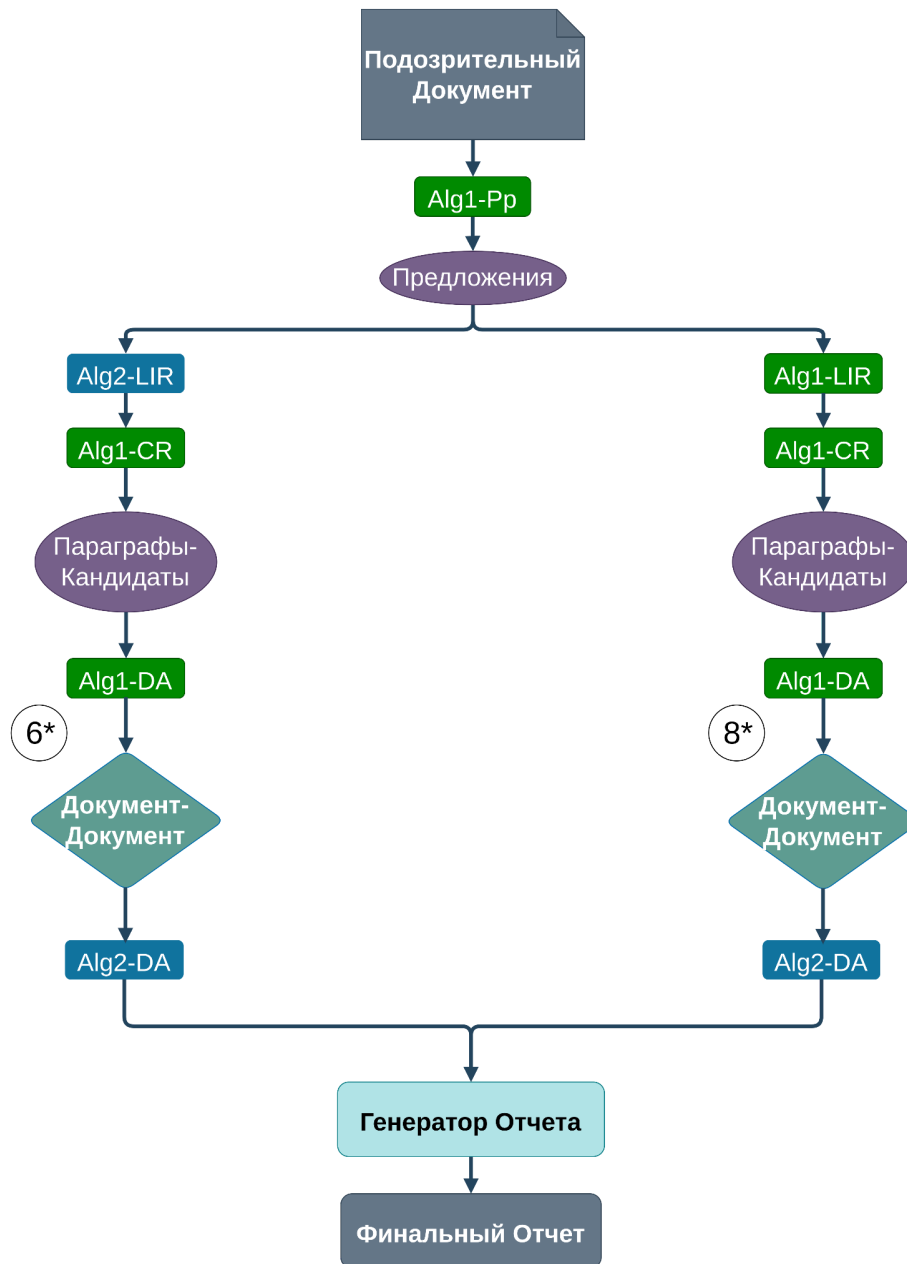 Подозрительный
Документ
Alg1-Pp
Предложения
Alg2-LIR
Alg1-LIR
Alg1-CR
Alg1-CR
Параграфы-
Кандидаты
Параграфы-
Кандидаты
Alg1-DA
Alg1-DA
6*
8*
Документ-
Документ
Документ-
Документ
Alg2-DA
Alg2-DA
Генератор Отчета
Финальный Отчет